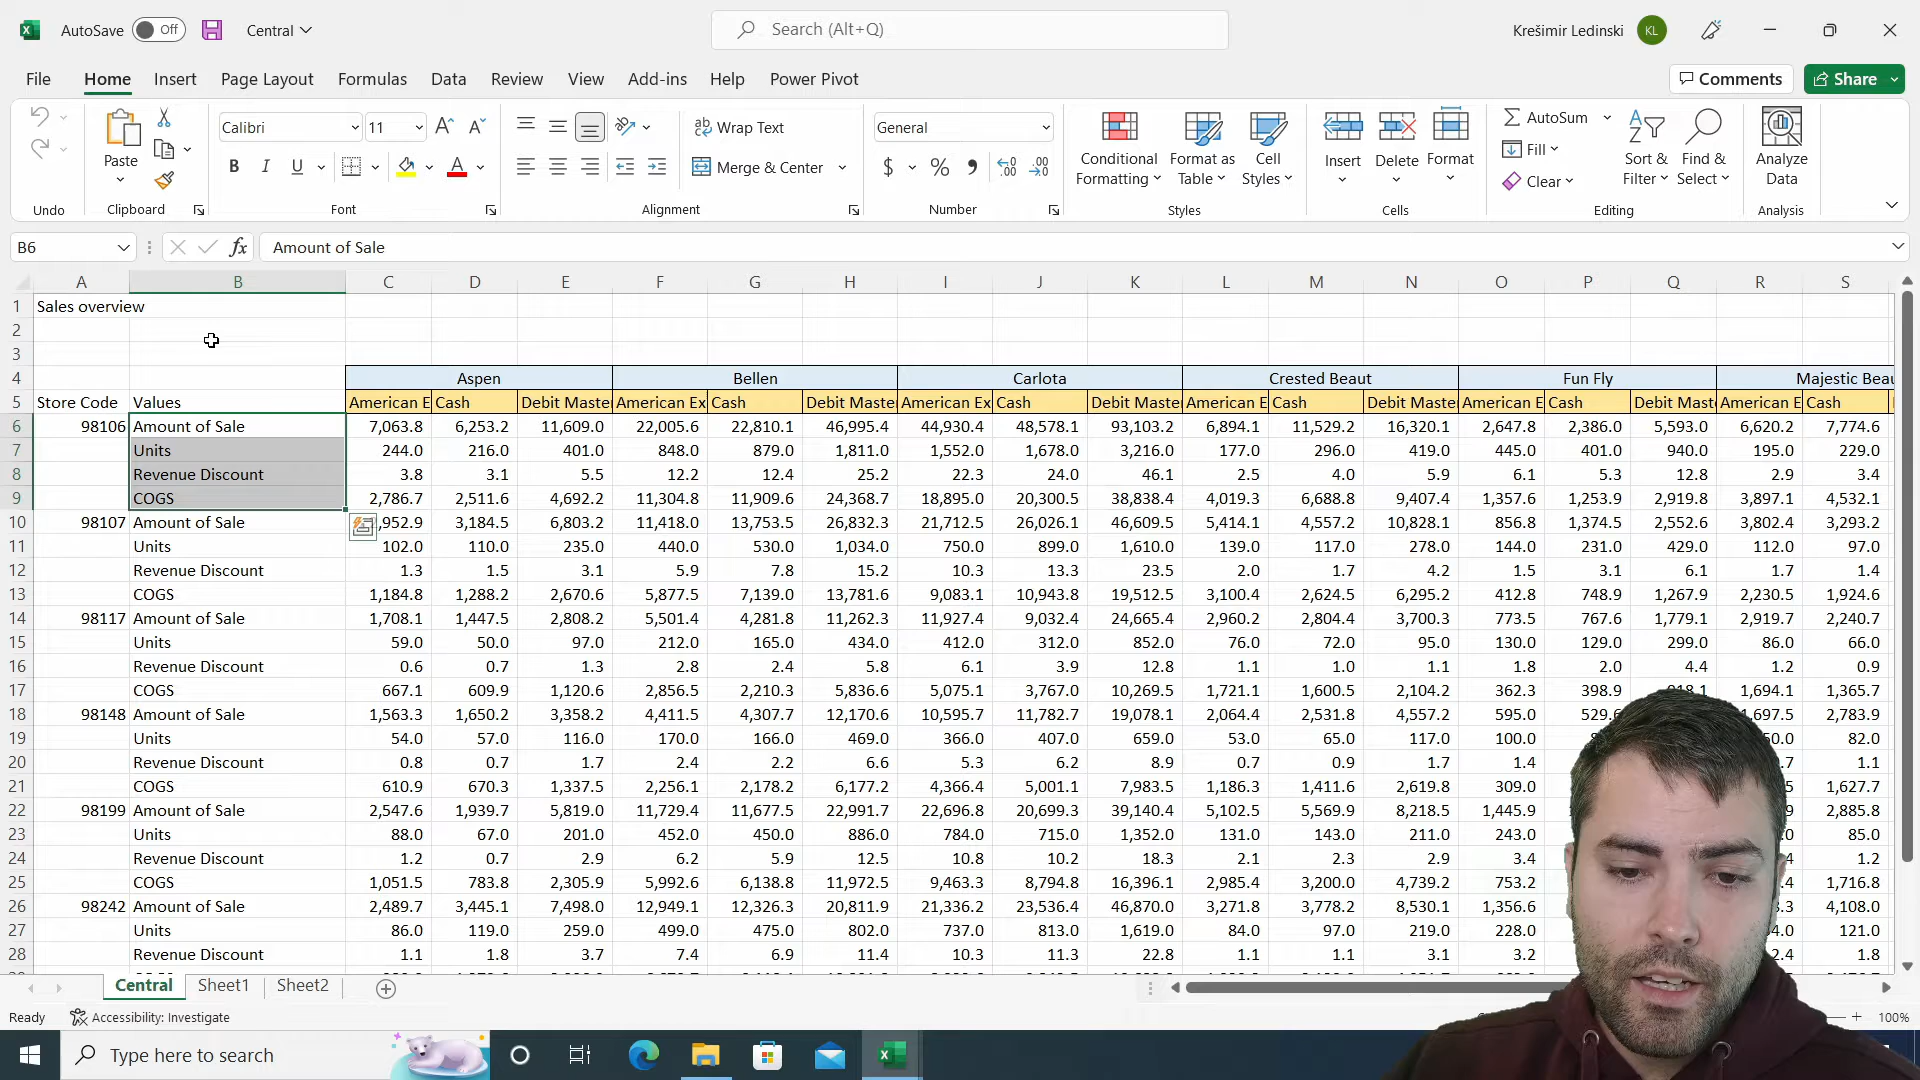 AutoSave Off Central Search (Alt+Q) Krešimir Ledinski KL
File Home Insert Page Layout Formulas Data Review View Add-ins Help Power Pivot Comments Share
Calibri 11 Wrap Text General AutoSum
Paste B I U Merge & Center $ % Conditional Formatting Format as Table Cell Styles Insert Delete Format Fill Clear Sort & Filter Find & Select Analyze Data
Undo Clipboard Font Alignment Number Styles Cells Editing Analysis
B6 fx Amount of Sale
A B C D E F G H I J K L M N O P Q R S
1 Sales overview
2
3
4 Aspen Bellen Carlota Crested Beaut Fun Fly Majestic Beau
5 Store Code Values American E Cash Debit Master American Ex Cash Debit Master American Ex Cash Debit Maste American E Cash Debit Master American E Cash Debit Mast American E Cash
6 98106 Amount of Sale 7,063.8 6,253.2 11,609.0 22,005.6 22,810.1 46,995.4 44,930.4 48,578.1 93,103.2 6,894.1 11,529.2 16,320.1 2,647.8 2,386.0 5,593.0 6,620.2 7,774.6
7 Units 244.0 216.0 401.0 848.0 879.0 1,811.0 1,552.0 1,678.0 3,216.0 177.0 296.0 419.0 445.0 401.0 940.0 195.0 229.0
8 Revenue Discount 3.8 3.1 5.5 12.2 12.4 25.2 22.3 24.0 46.1 2.5 4.0 5.9 6.1 5.3 12.8 2.9 3.4
9 COGS 2,786.7 2,511.6 4,692.2 11,304.8 11,909.6 24,368.7 18,895.0 20,300.5 38,838.4 4,019.3 6,688.8 9,407.4 1,357.6 1,253.9 2,919.8 3,897.1 4,532.1
10 98107 Amount of Sale ,952.9 3,184.5 6,803.2 11,418.0 13,753.5 26,832.3 21,712.5 26,026.1 46,609.5 5,414.1 4,557.2 10,828.1 856.8 1,374.5 2,552.6 3,802.4 3,293.2
11 Units 102.0 110.0 235.0 440.0 530.0 1,034.0 750.0 899.0 1,610.0 139.0 117.0 278.0 144.0 231.0 429.0 112.0 97.0
12 Revenue Discount 1.3 1.5 3.1 5.9 7.8 15.2 10.3 13.3 23.5 2.0 1.7 4.2 1.5 3.1 6.1 1.7 1.4
13 COGS 1,184.8 1,288.2 2,670.6 5,877.5 7,139.0 13,781.6 9,083.1 10,943.8 19,512.5 3,100.4 2,624.5 6,295.2 412.8 748.9 1,267.9 2,230.5 1,924.6
14 98117 Amount of Sale 1,708.1 1,447.5 2,808.2 5,501.4 4,281.8 11,262.3 11,927.4 9,032.4 24,665.4 2,960.2 2,804.4 3,700.3 773.5 767.6 1,779.1 2,919.7 2,240.7
15 Units 59.0 50.0 97.0 212.0 165.0 434.0 412.0 312.0 852.0 76.0 72.0 95.0 130.0 129.0 299.0 86.0 66.0
16 Revenue Discount 0.6 0.7 1.3 2.8 2.4 5.8 6.1 3.9 12.8 1.1 1.0 1.1 1.8 2.0 4.4 1.2 0.9
17 COGS 667.1 609.9 1,120.6 2,856.5 2,210.3 5,836.6 5,075.1 3,767.0 10,269.5 1,721.1 1,600.5 2,104.2 362.3 398.9 1,694.1 1,365.7
18 98148 Amount of Sale 1,563.3 1,650.2 3,358.2 4,411.5 4,307.7 12,170.6 10,595.7 11,782.7 19,078.1 2,064.4 2,531.8 4,557.2 595.0 529.6 1,697.5 2,783.9
19 Units 54.0 57.0 116.0 170.0 166.0 469.0 366.0 407.0 659.0 53.0 65.0 117.0 100.0 82.0
20 Revenue Discount 0.8 0.7 1.7 2.4 2.2 6.6 5.3 6.2 8.9 0.7 0.9 1.7 1.4 1.1
21 COGS 610.9 670.3 1,337.5 2,256.1 2,178.2 6,177.2 4,366.4 5,001.1 7,983.5 1,186.3 1,411.6 2,619.8 309.0 1,627.7
22 98199 Amount of Sale 2,547.6 1,939.7 5,819.0 11,729.4 11,677.5 22,991.7 22,696.8 20,699.3 39,140.4 5,102.5 5,569.9 8,218.5 1,445.9 2,885.8
23 Units 88.0 67.0 201.0 452.0 450.0 886.0 784.0 715.0 1,352.0 131.0 143.0 211.0 243.0 85.0
24 Revenue Discount 1.2 0.7 2.9 6.2 5.9 12.5 10.8 10.2 18.3 2.1 2.3 2.9 3.4 1.2
25 COGS 1,051.5 783.8 2,305.9 5,992.6 6,138.8 11,972.5 9,463.3 8,794.8 16,396.1 2,985.4 3,200.0 4,739.2 753.2 1,716.8
26 98242 Amount of Sale 2,489.7 3,445.1 7,498.0 12,949.1 12,326.3 20,811.9 21,336.2 23,536.4 46,870.0 3,271.8 3,778.2 8,530.1 1,356.6 4,108.0
27 Units 86.0 119.0 259.0 499.0 475.0 802.0 737.0 813.0 1,619.0 84.0 97.0 219.0 228.0 121.0
28 Revenue Discount 1.1 1.8 3.7 7.4 6.9 11.4 10.3 11.3 22.8 1.1 1.1 3.1 3.2 2.4 1.8
Central Sheet1 Sheet2
Ready Accessibility: Investigate 100%
Type here to search